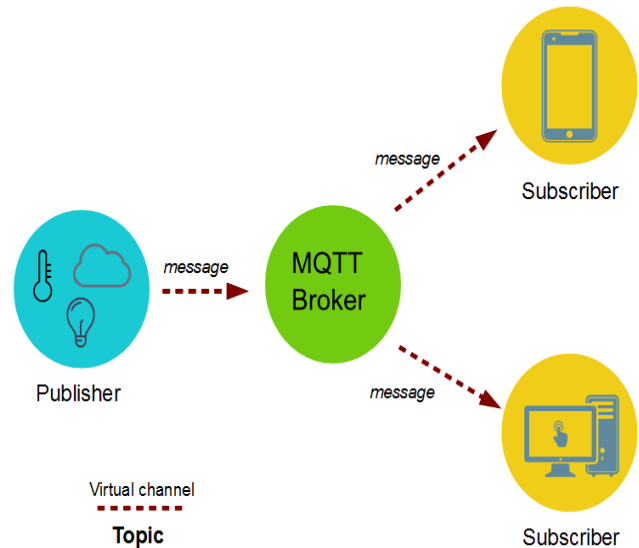 message
Subscriber
message
MQTT
Broker
Publisher
message
Virtual channel
Topic
Subscriber